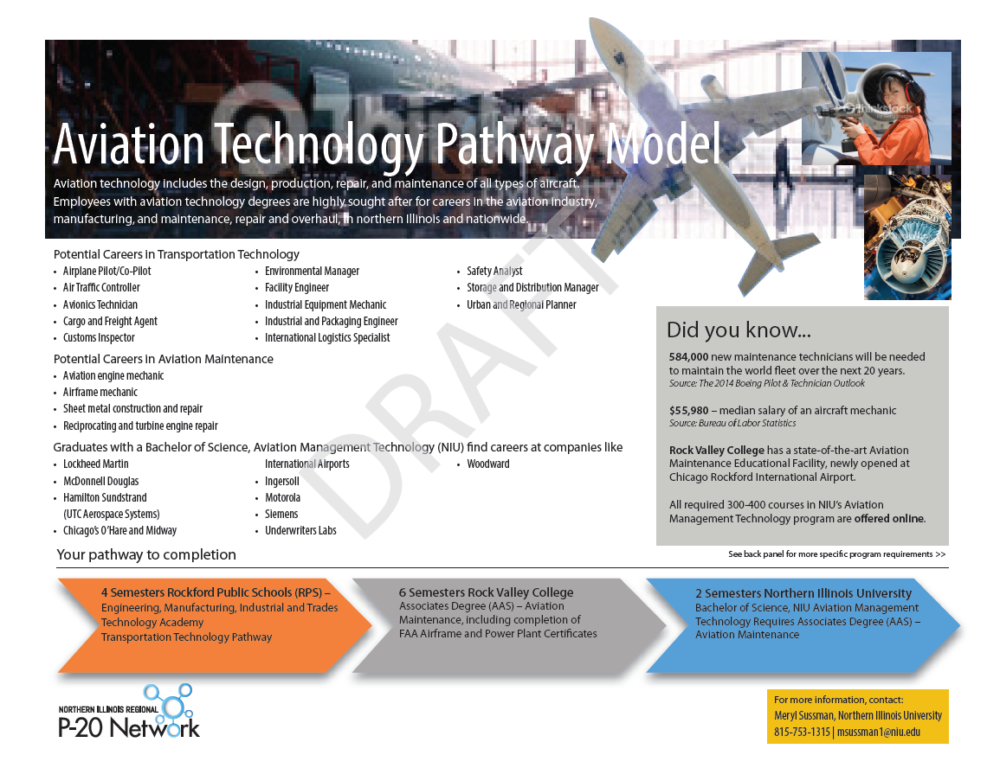 Aviation Technology Pathway Model
Aviation technology includes the design, production, repair, and maintenance of all types of aircraft.
Employees with aviation technology degrees are highly sought after for careers in the aviation industry,
manufacturing, and maintenance, repair and overhaul, in northern Illinois and nationwide.
thinkstock
DRAFT
Potential Careers in Transportation Technology
• Airplane Pilot/Co-Pilot
• Air Traffic Controller
• Avionics Technician
• Cargo and Freight Agent
• Customs Inspector
• Environmental Manager
• Facility Engineer
• Industrial Equipment Mechanic
• Industrial and Packaging Engineer
• International Logistics Specialist
• Safety Analyst
• Storage and Distribution Manager
• Urban and Regional Planner
Potential Careers in Aviation Maintenance
• Aviation engine mechanic
• Airframe mechanic
• Sheet metal construction and repair
• Reciprocating and turbine engine repair
Graduates with a Bachelor of Science, Aviation Management Technology (NIU) find careers at companies like
• Lockheed Martin
• McDonnell Douglas
• Hamilton Sundstrand
(UTC Aerospace Systems)
• Chicago's O'Hare and Midway
International Airports
• Ingersoll
• Motorola
• Siemens
• Underwriters Labs
• Woodward
Did you know...
584,000 new maintenance technicians will be needed
to maintain the world fleet over the next 20 years.
Source: The 2014 Boeing Pilot & Technician Outlook
$55,980 – median salary of an aircraft mechanic
Source: Bureau of Labor Statistics
Rock Valley College has a state-of-the-art Aviation
Maintenance Educational Facility, newly opened at
Chicago Rockford International Airport.
All required 300-400 courses in NIU's Aviation
Management Technology program are offered online.
Your pathway to completion
See back panel for more specific program requirements >>
4 Semesters Rockford Public Schools (RPS) –
Engineering, Manufacturing, Industrial and Trades
Technology Academy
Transportation Technology Pathway
6 Semesters Rock Valley College
Associates Degree (AAS) – Aviation
Maintenance, including completion of
FAA Airframe and Power Plant Certificates
2 Semesters Northern Illinois University
Bachelor of Science, NIU Aviation Management
Technology Requires Associates Degree (AAS) –
Aviation Maintenance
NORTHERN ILLINOIS REGIONAL
P-20 Network
For more information, contact:
Meryl Sussman, Northern Illinois University
815-753-1315 | msussman1@niu.edu